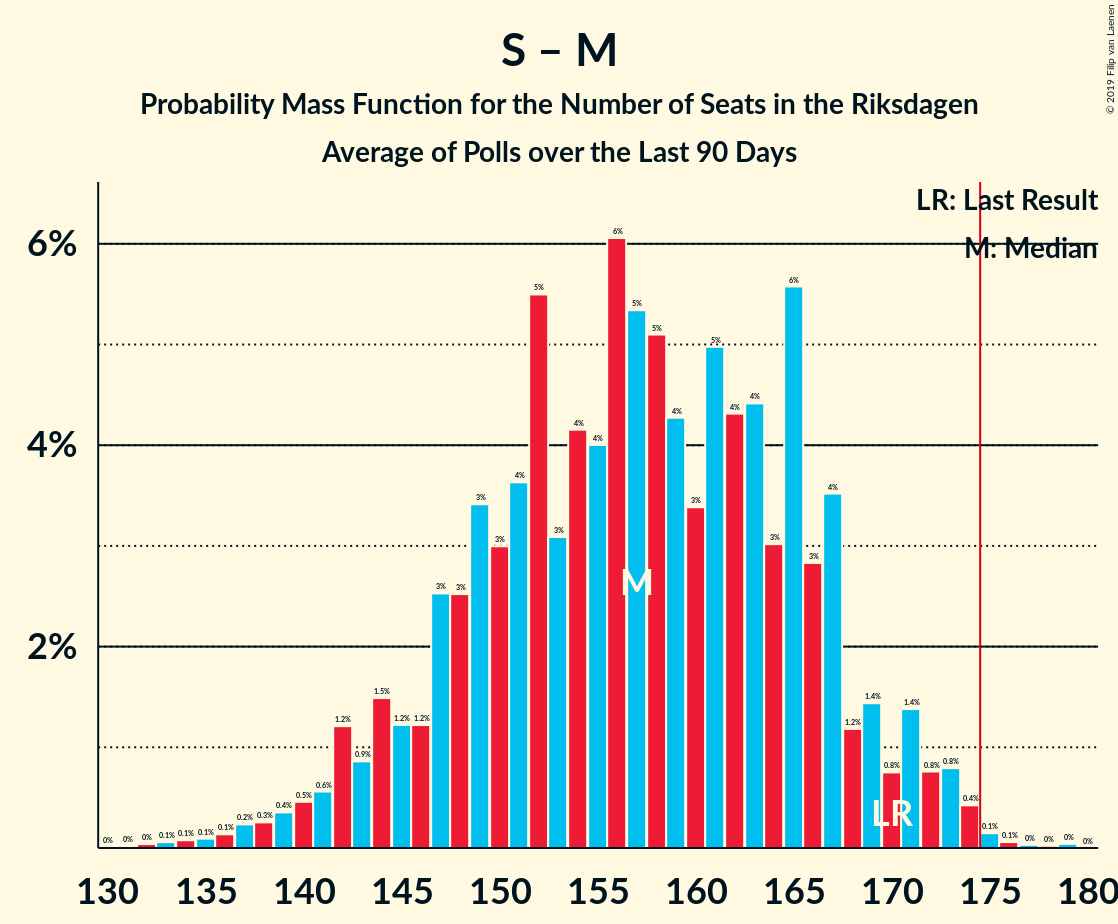 S – M
Probability Mass Function for the Number of Seats in the Riksdagen
Average of Polls over the Last 90 Days
© 2019 Filip van Laenen
LR: Last Result
M: Median
6%
4%
2%
0% 0% 0% 0.1% 0.1% 0.1% 0.1% 0.2% 0.3% 0.4% 0.5% 0.6% 1.2% 0.9% 1.5% 1.2% 1.2% 3% 3% 3% 3% 4% 5% 3% 4% 4% 6% 5% 5% 4% 3% 5% 4% 4% 3% 6% 3% 4% 1.2% 1.4% 0.8% 1.4% 0.8% 0.8% 0.4% 0.1% 0.1% 0% 0% 0% 0%
M
LR
130 135 140 145 150 155 160 165 170 175 180